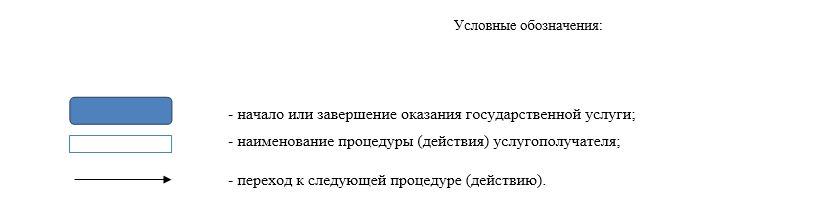 Условные обозначения:
- начало или завершение оказания государственной услуги;
- наименование процедуры (действия) услугополучателя;
- переход к следующей процедуре (действию).